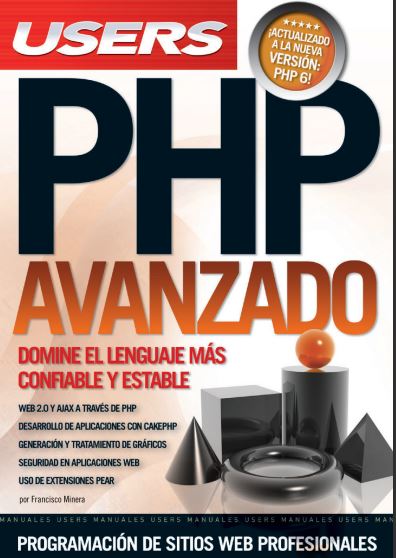 USERS
★★★★★
¡ACTUALIZADO
A LA NUEVA
VERSIÓN:
PHP 6!
PHP
AVANZADO
DOMINE EL LENGUAJE MÁS
CONFIABLE Y ESTABLE
WEB 2.0 Y AJAX A TRAVÉS DE PHP
DESARROLLO DE APLICACIONES CON CAKEPHP
GENERACIÓN Y TRATAMIENTO DE GRÁFICOS
SEGURIDAD EN APLICACIONES WEB
USO DE EXTENSIONES PEAR
por Francisco Minera
MANUALES USERS MANUALES USERS MANUALES USERS MANUALES USERS MANUALES USERS MAN
PROGRAMACIÓN DE SITIOS WEB PROFESIONALES